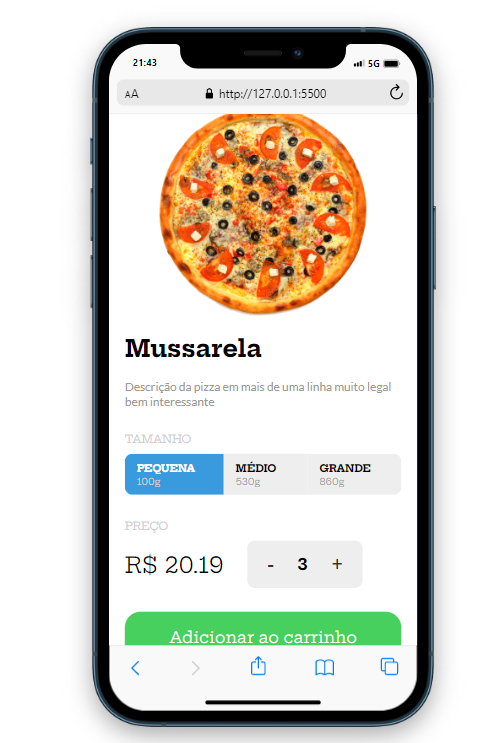 21:43
5G
AA http://127.0.0.1:5500
Mussarela
Descrição da pizza em mais de uma linha muito legal
bem interessante
TAMANHO
PEQUENA MÉDIO GRANDE
100g 530g 860g
PREÇO
R$ 20.19 - 3 +
Adicionar ao carrinho